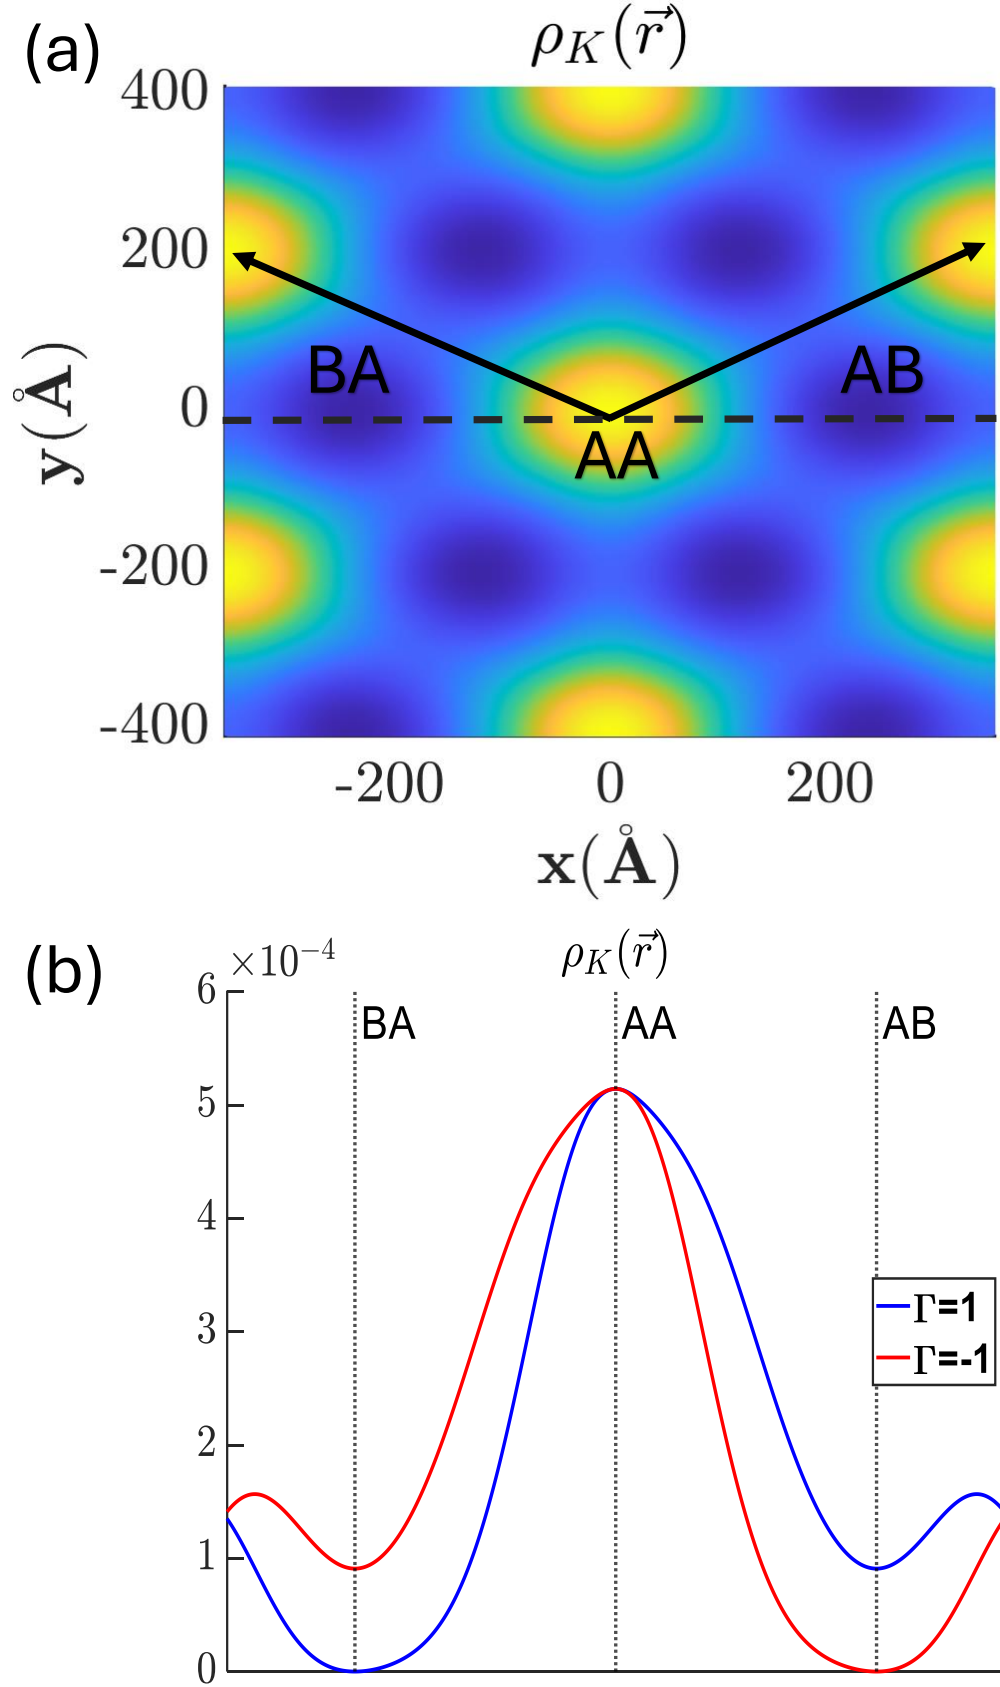 (a)
ρ_K(r⃗)
400
200
0
-200
-400
y(Å)
BA
AB
AA
-200 0 200
x(Å)
(b)
×10⁻⁴
ρ_K(r⃗)
6
BA
AA
AB
5
4
3
2
1
0
Γ=1
Γ=-1